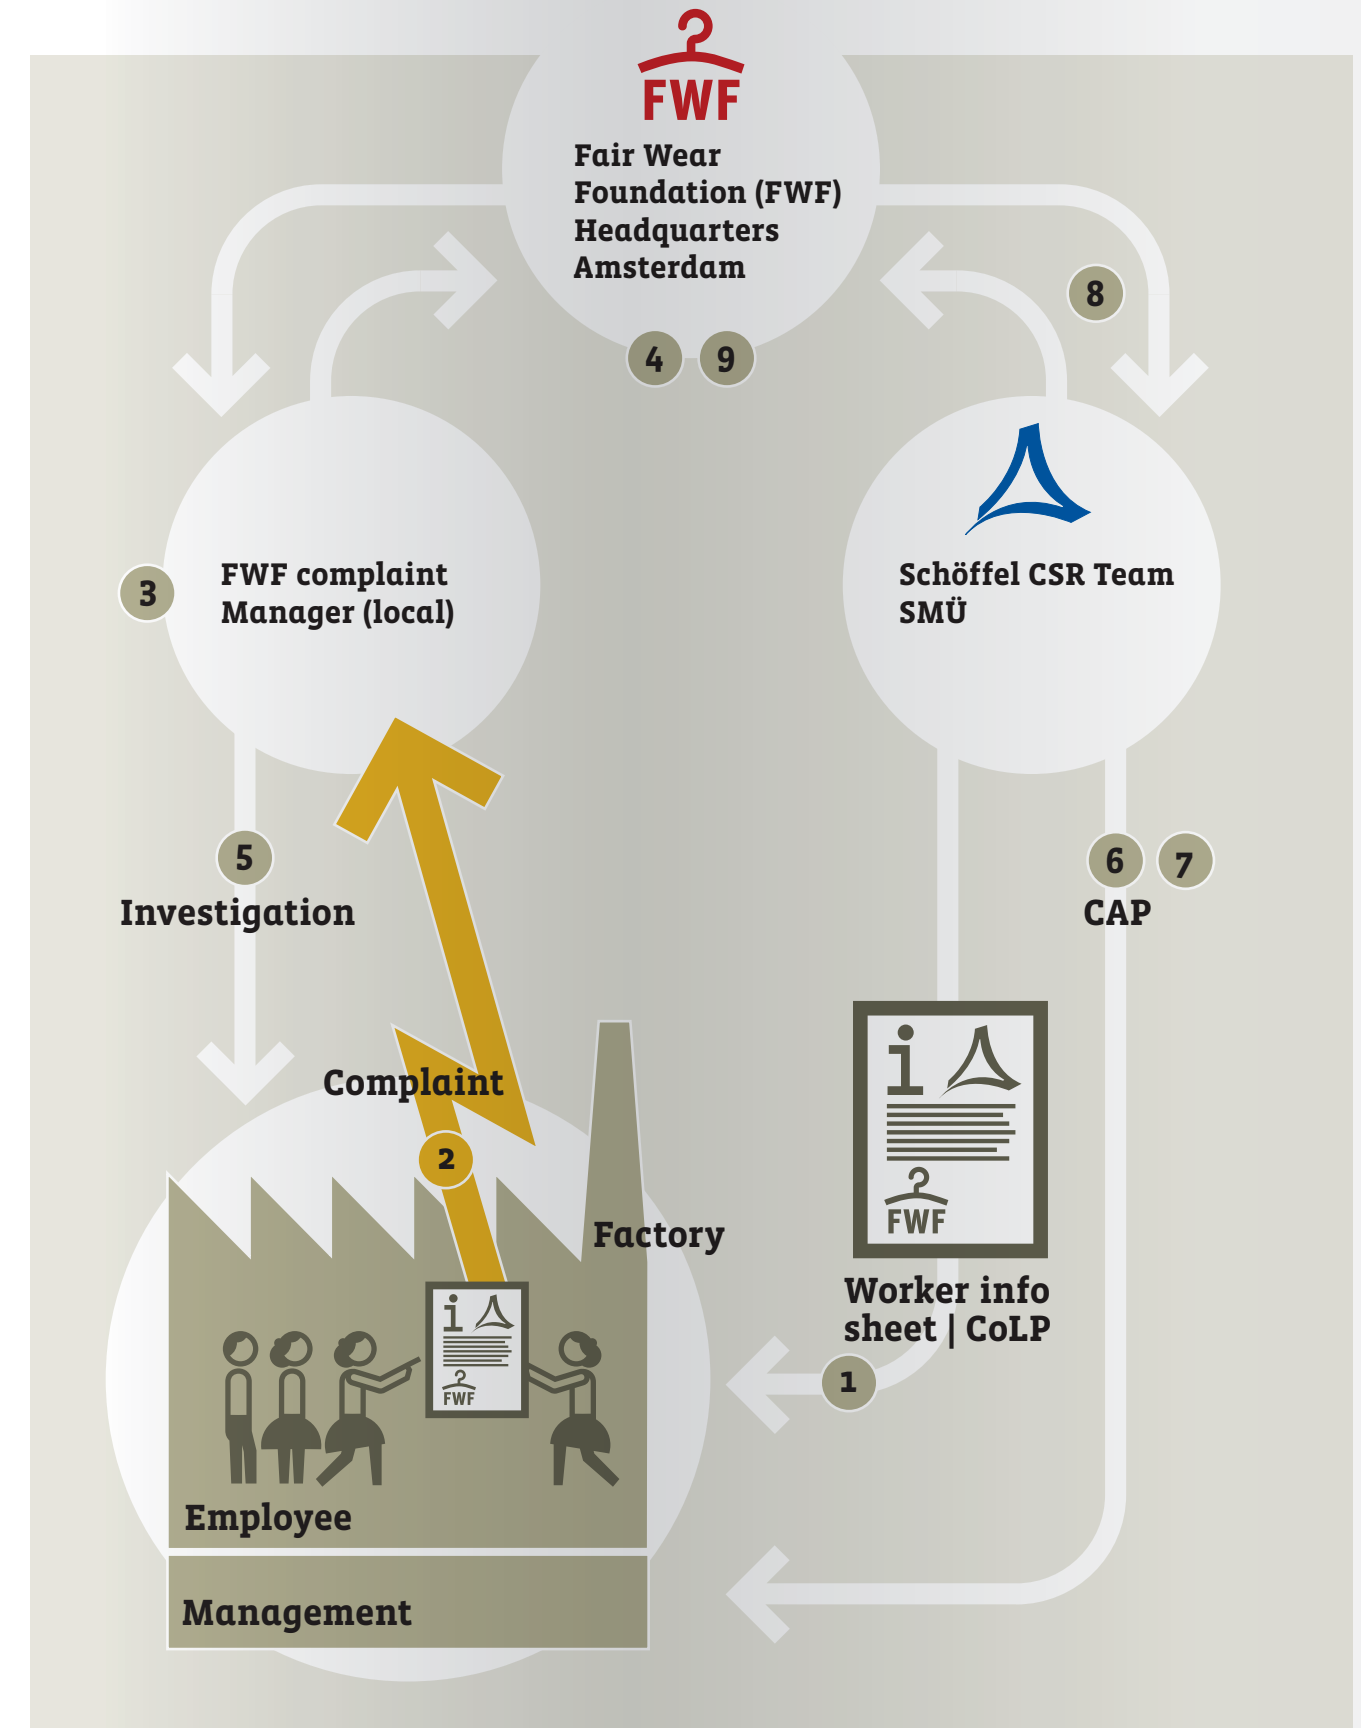 FWF
Fair Wear
Foundation (FWF)
Headquarters
Amsterdam
8
4
9
3
FWF complaint
Manager (local)
Schöffel CSR Team
SMÜ
5
Investigation
6
7
CAP
Complaint
2
Factory
i
FWF
Worker info
sheet | CoLP
1
i
FWF
Employee
Management